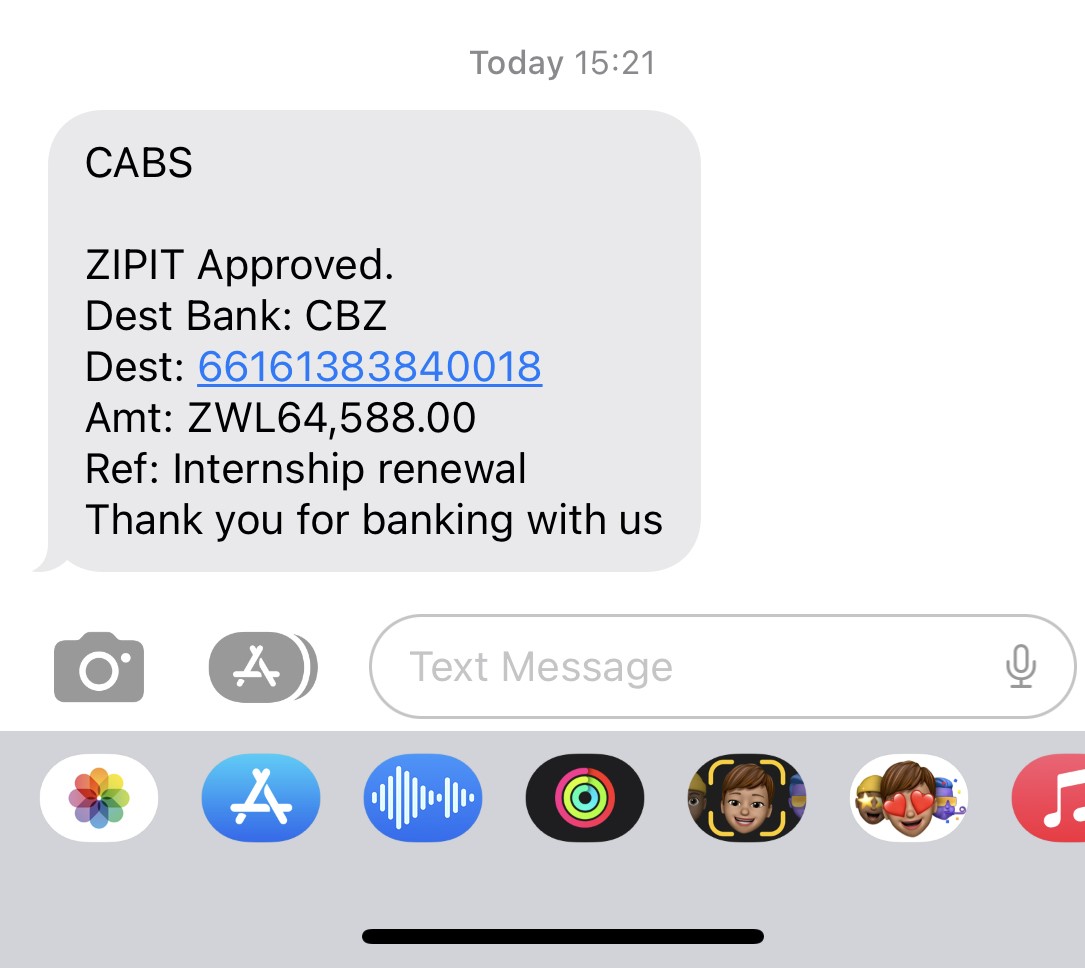 Today 15:21
CABS
ZIPIT Approved.
Dest Bank: CBZ
Dest: 66161383840018
Amt: ZWL64,588.00
Ref: Internship renewal
Thank you for banking with us
Text Message